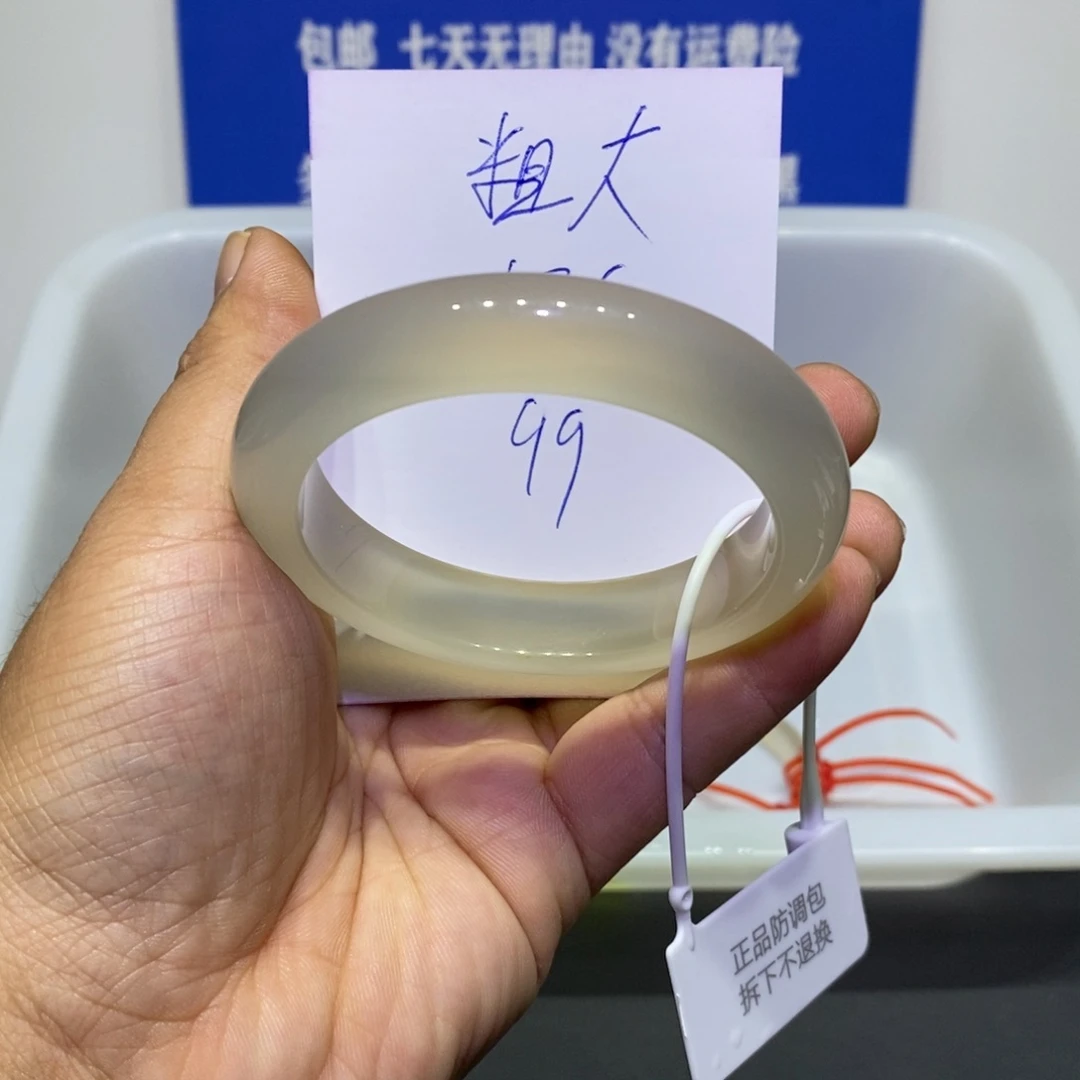 包邮 七天无理由 没有运费险
粗大
99
正品防调包
拆下不退换